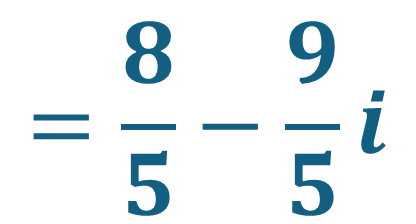 = 8/5 − 9/5 i